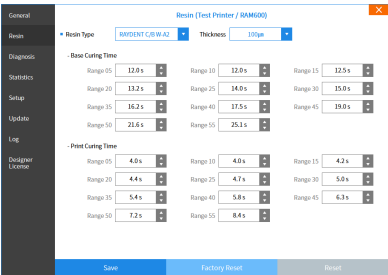 General
Resin (Test Printer / RAM600)
X
Resin
Resin Type RAYDENT C/B W-A2 Thickness 100μm
Diagnosis
- Base Curing Time
Range 05 12.0 s Range 10 12.0 s Range 15 12.5 s
Statistics
Range 20 13.2 s Range 25 14.0 s Range 30 15.0 s
Setup
Range 35 16.2 s Range 40 17.5 s Range 45 19.0 s
Update
Range 50 21.6 s Range 55 25.1 s
Log
- Print Curing Time
Designer
License
Range 05 4.0 s Range 10 4.0 s Range 15 4.2 s
Range 20 4.4 s Range 25 4.7 s Range 30 5.0 s
Range 35 5.4 s Range 40 5.8 s Range 45 6.3 s
Range 50 7.2 s Range 55 8.4 s
Save Factory Reset Reset